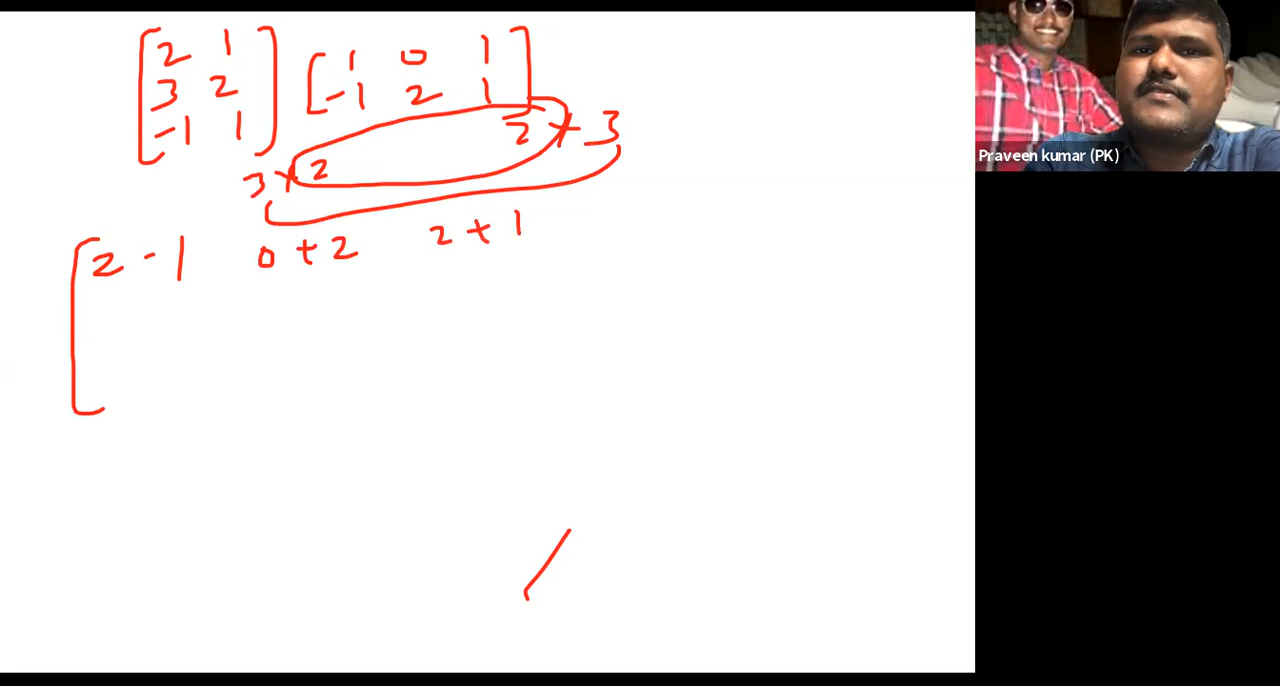 2 1
3 2
-1 1
1 0 1
-1 2 1
3 × 2
2 × 3
2 - 1 0 + 2 2 + 1
Praveen kumar (PK)